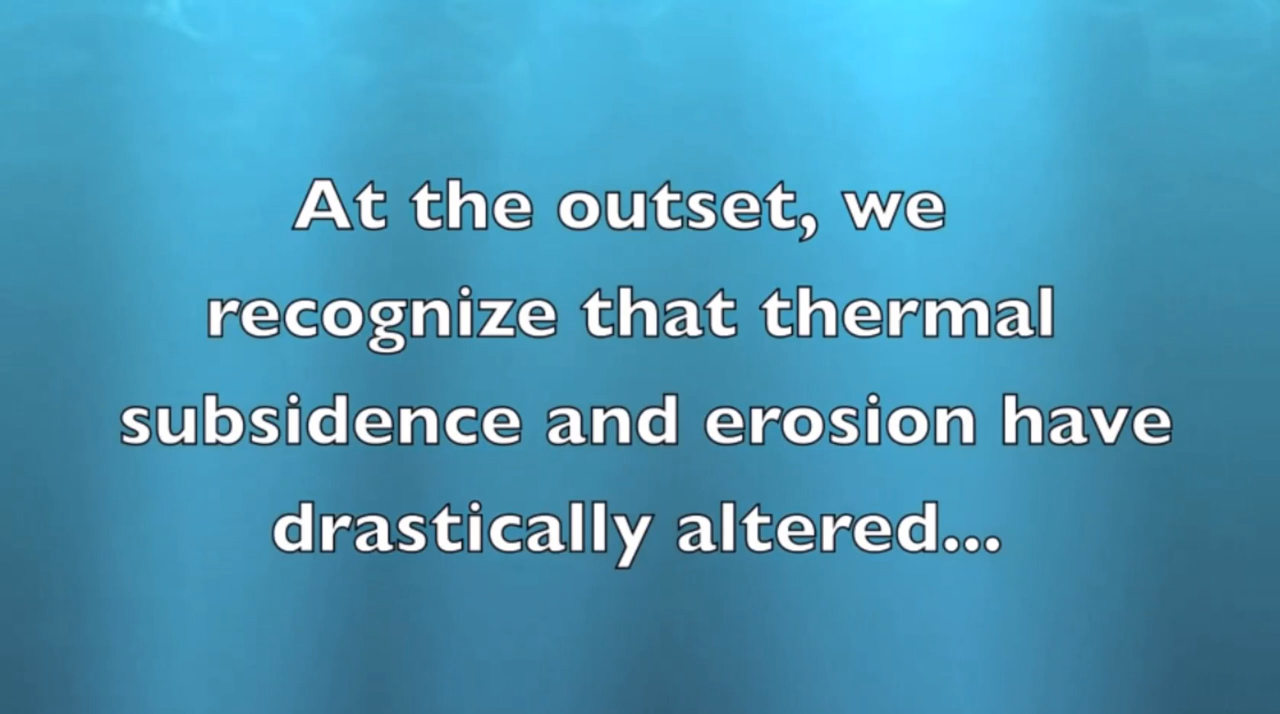 At the outset, we
recognize that thermal
subsidence and erosion have
drastically altered...